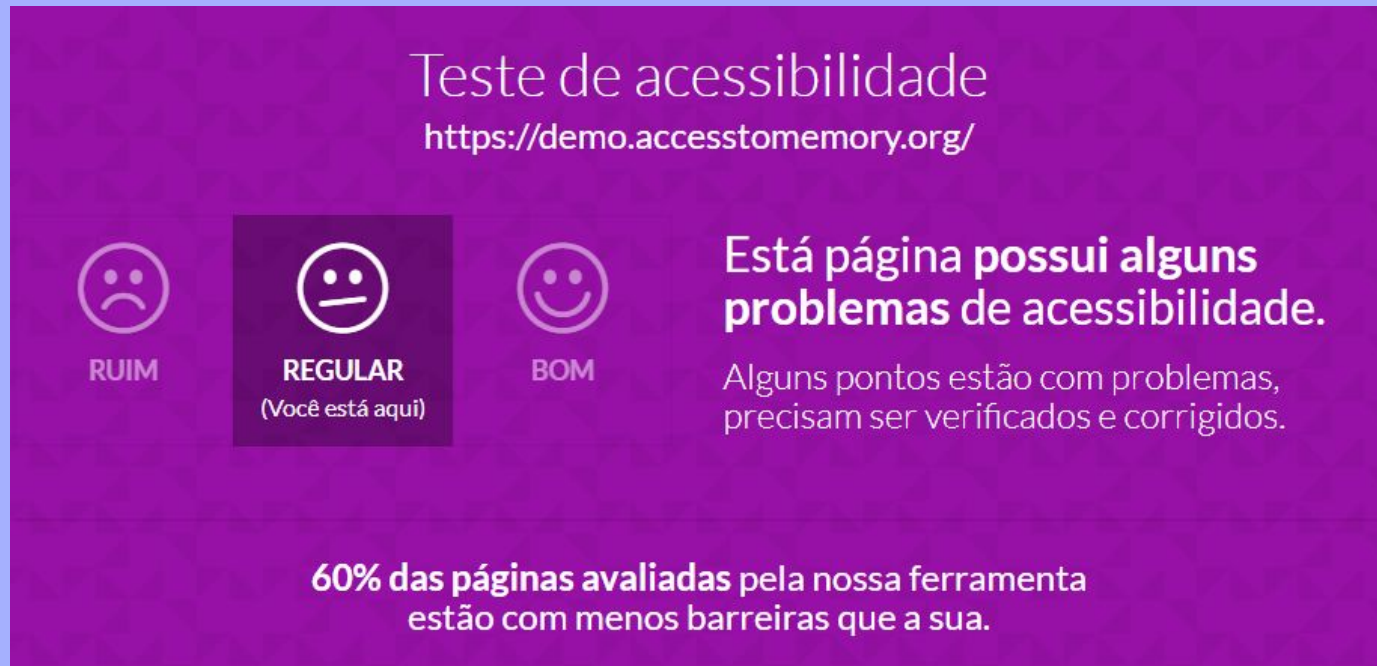 Teste de acessibilidade
https://demo.accesstomemory.org/
RUIM
REGULAR
(Você está aqui)
BOM
Está página possui alguns
problemas de acessibilidade.
Alguns pontos estão com problemas,
precisam ser verificados e corrigidos.
60% das páginas avaliadas pela nossa ferramenta
estão com menos barreiras que a sua.